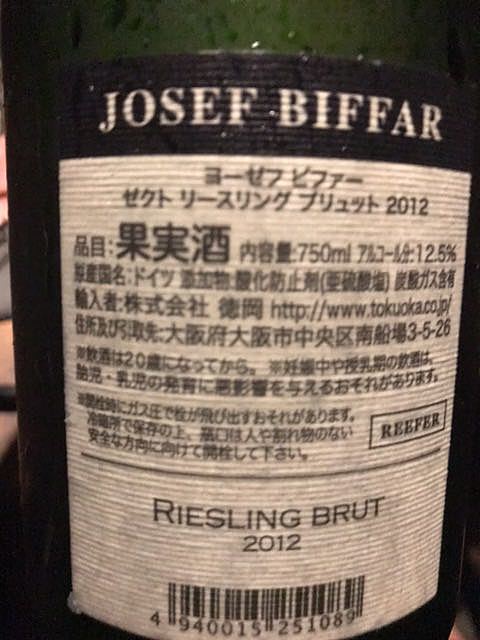 JOSEF BIFFAR
ヨーゼフ ビファー
ゼクト リースリング ブリュット 2012
品目:果実酒 内容量:750ml アルコール分:12.5%
原産国名:ドイツ 添加物:酸化防止剤(亜硫酸塩) 炭酸ガス含有
輸入者:株式会社 徳岡 http://www.tokuoka.co.jp/
住所及び引取先:大阪府大阪市中央区南船場3-5-26
※飲酒は20歳になってから。 ※妊娠中や授乳期の飲酒は、
胎児・乳児の発育に悪影響を与えるおそれがあります。
※開栓時にガス圧で栓が飛び出すおそれがあります。
冷暗所で保存の上、瓶口は人や割れ物のない
安全な方向に向けて開栓して下さい。
REEFER
RIESLING BRUT
2012
4 940015 251089